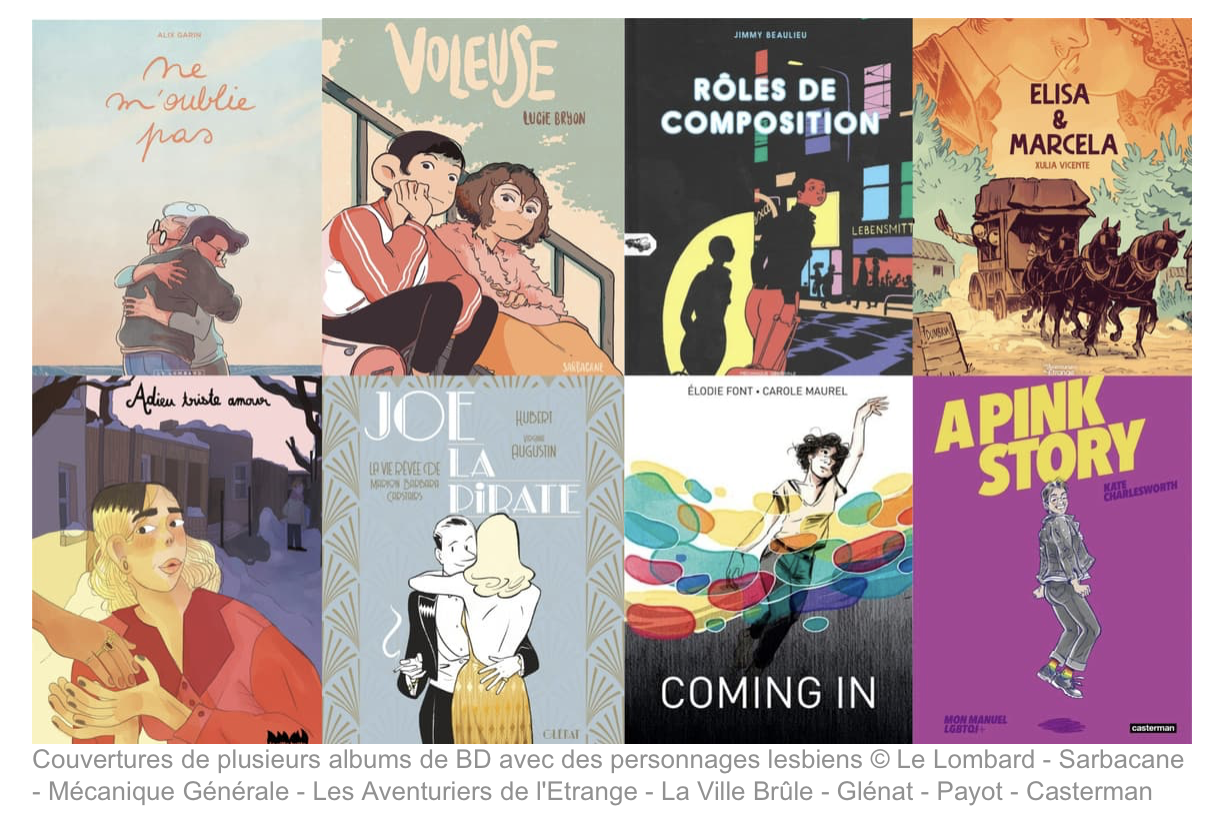 ALIX GARIN
ne
m'oublie
pas
LE LOMBARD
VOLEUSE
LUCIE BRYON
SARBACANE
JIMMY BEAULIEU
RÔLES DE
COMPOSITION
LEBENSMITT
ELISA
&
MARCELA
XULIA VICENTE
Adieu triste amour
JOE
LA
PIRATE
HUBERT
VIRGINIE
AUGUSTIN
LA VIE RÊVÉE DE
MARION BARBARA
CARSTAIRS
GLÉNAT
ÉLODIE FONT • CAROLE MAUREL
COMING IN
A PINK
STORY
KATE
CHARLESWORTH
MON MANUEL
LGBTQI+
casterman
Couvertures de plusieurs albums de BD avec des personnages lesbiens © Le Lombard - Sarbacane
- Mécanique Générale - Les Aventuriers de l'Etrange - La Ville Brûle - Glénat - Payot - Casterman